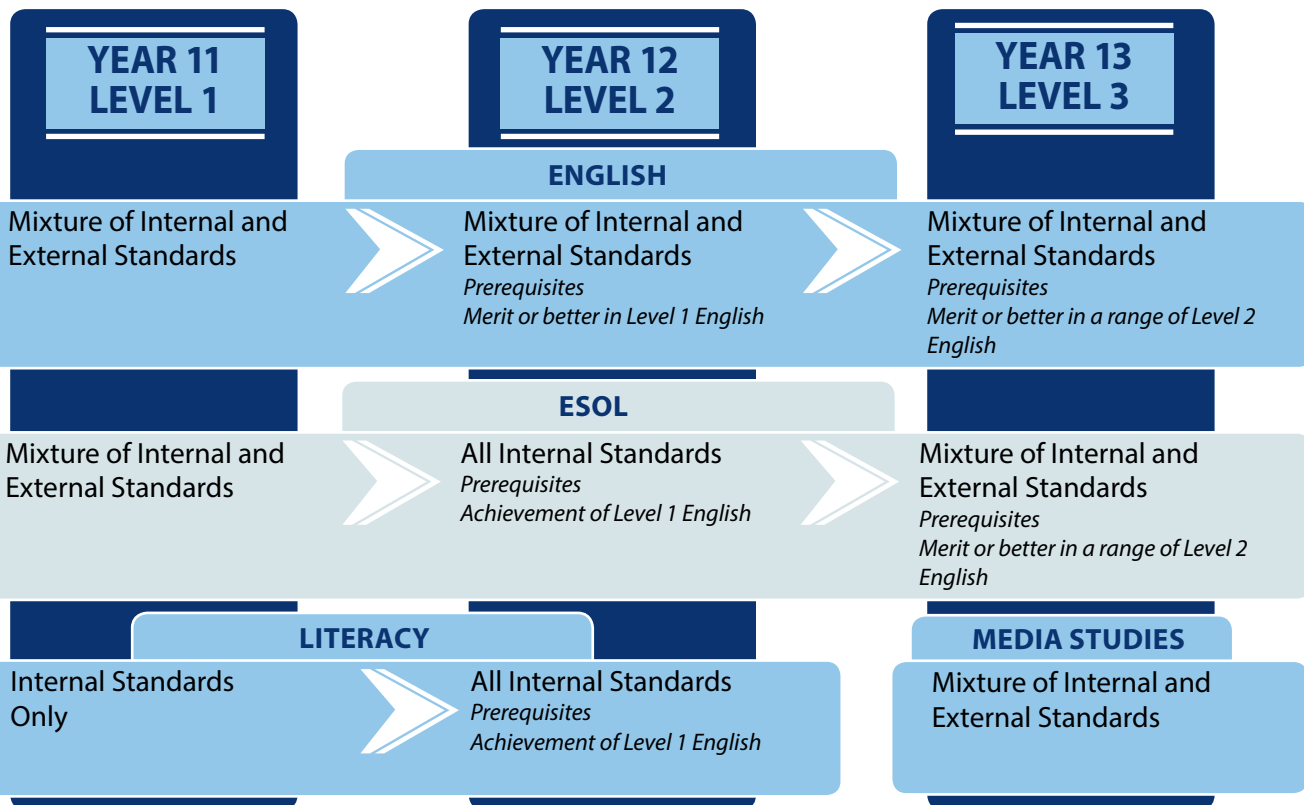 YEAR 11
LEVEL 1
YEAR 12
LEVEL 2
YEAR 13
LEVEL 3
ENGLISH
Mixture of Internal and
External Standards
Mixture of Internal and
External Standards
Prerequisites
Merit or better in Level 1 English
Mixture of Internal and
External Standards
Prerequisites
Merit or better in a range of Level 2
English
ESOL
Mixture of Internal and
External Standards
All Internal Standards
Prerequisites
Achievement of Level 1 English
Mixture of Internal and
External Standards
Prerequisites
Merit or better in a range of Level 2
English
LITERACY
Internal Standards
Only
All Internal Standards
Prerequisites
Achievement of Level 1 English
MEDIA STUDIES
Mixture of Internal and
External Standards